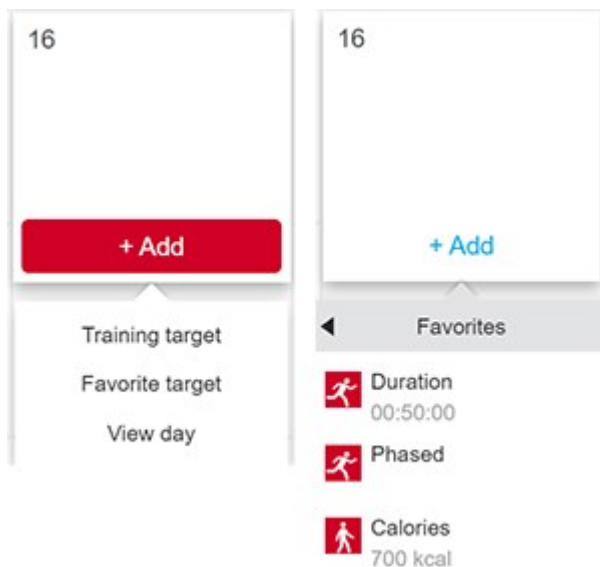 16
+ Add
Training target
Favorite target
View day
16
+ Add
Favorites
Duration
00:50:00
Phased
Calories
700 kcal